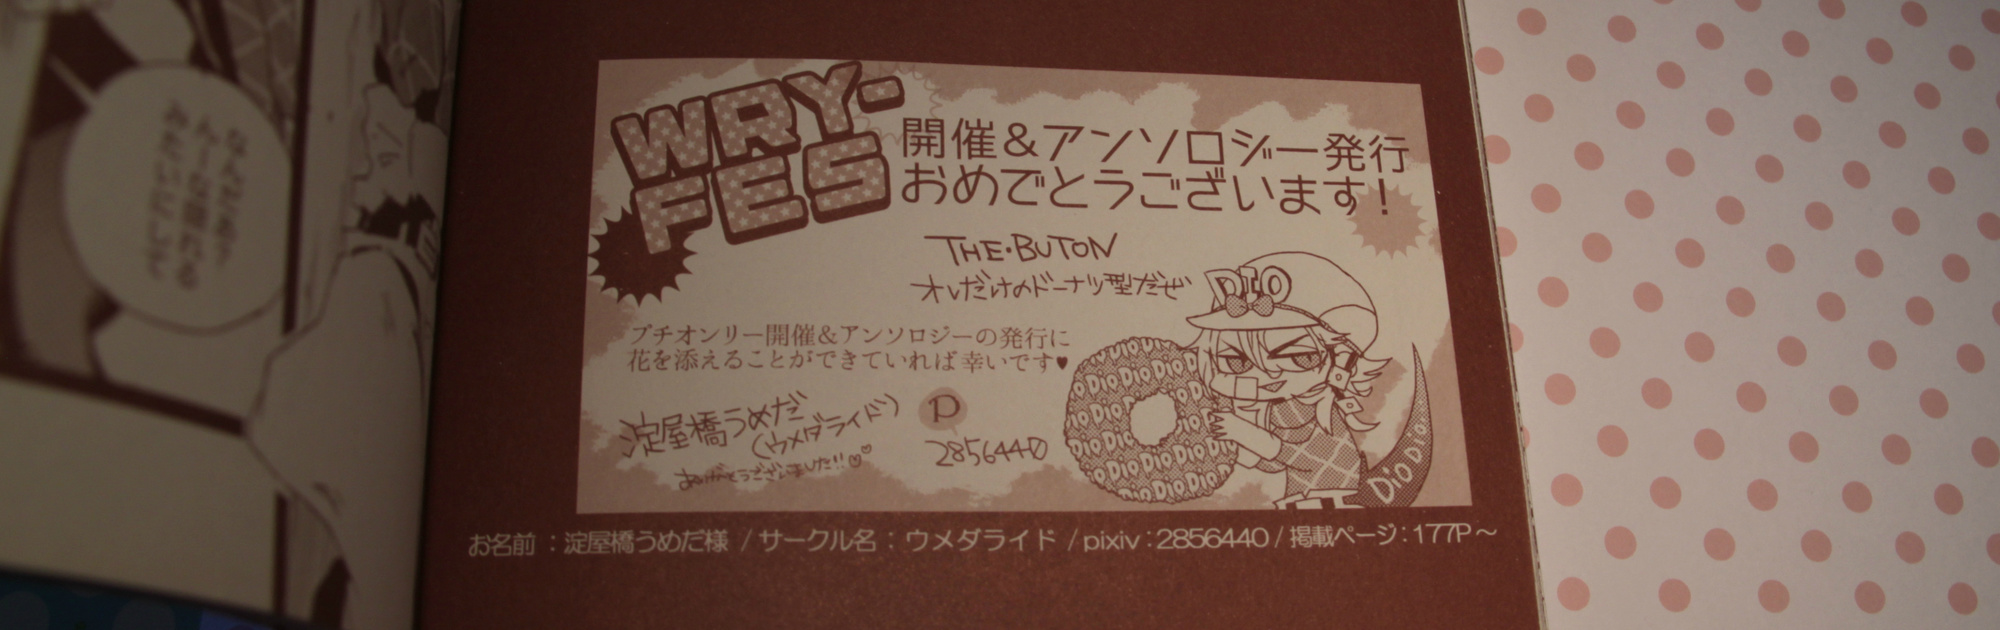 WRY-
FES
開催＆アンソロジー発行
おめでとうございます！
THE・BUTON
オレだけのドーナツ型だぜ
DIO
プチオンリー開催&アンソロジーの発行に
花を添えることができていれば幸いです♥
淀屋橋うめだ
(ウメダライド)
ありがとうございました!!♡♡
P
2856440
DIO DIO
お名前：淀屋橋うめだ様 / サークル名：ウメダライド / pixiv：2856440 / 掲載ページ：177P～